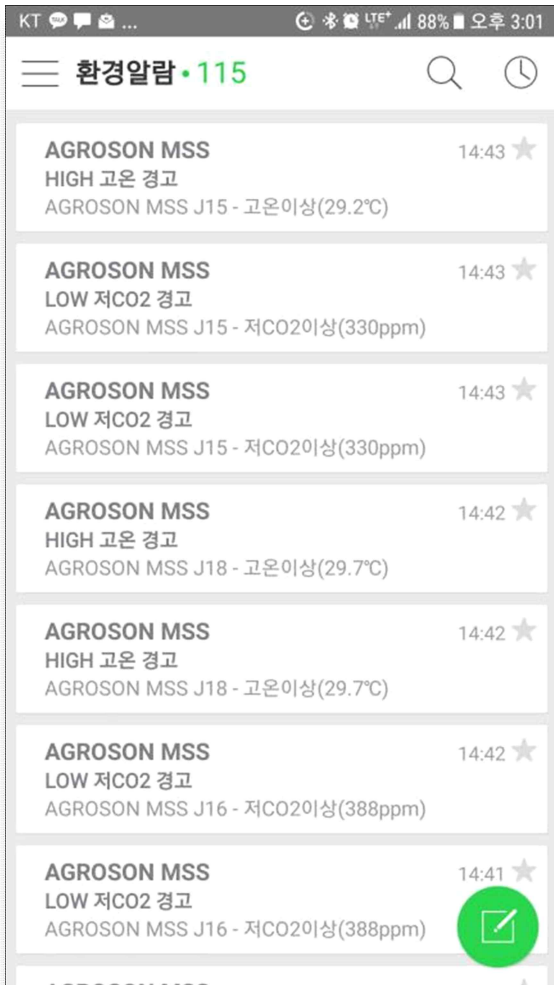 KT ... LTE+ 88% 오후 3:01
환경알람 • 115
AGROSON MSS 14:43
HIGH 고온 경고
AGROSON MSS J15 - 고온이상(29.2℃)
AGROSON MSS 14:43
LOW 저CO2 경고
AGROSON MSS J15 - 저CO2이상(330ppm)
AGROSON MSS 14:43
LOW 저CO2 경고
AGROSON MSS J15 - 저CO2이상(330ppm)
AGROSON MSS 14:42
HIGH 고온 경고
AGROSON MSS J18 - 고온이상(29.7℃)
AGROSON MSS 14:42
HIGH 고온 경고
AGROSON MSS J18 - 고온이상(29.7℃)
AGROSON MSS 14:42
LOW 저CO2 경고
AGROSON MSS J16 - 저CO2이상(388ppm)
AGROSON MSS 14:41
LOW 저CO2 경고
AGROSON MSS J16 - 저CO2이상(388ppm)